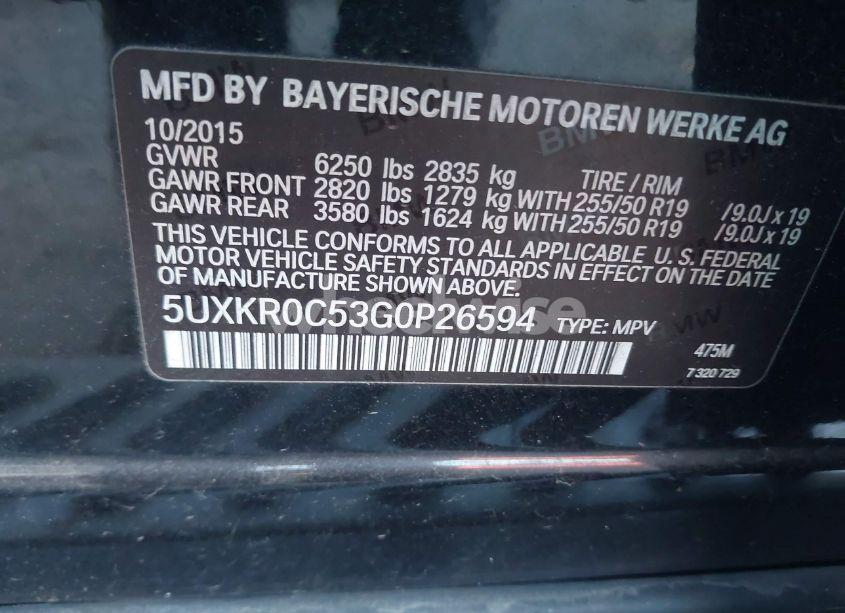 MFD BY BAYERISCHE MOTOREN WERKE AG
10/2015
GVWR 6250 lbs 2835 kg TIRE / RIM
GAWR FRONT 2820 lbs 1279 kg WITH 255/50 R19 /9.0J x 19
GAWR REAR 3580 lbs 1624 kg WITH 255/50 R19 /9.0J x 19
THIS VEHICLE CONFORMS TO ALL APPLICABLE U.S. FEDERAL
MOTOR VEHICLE SAFETY STANDARDS IN EFFECT ON THE DATE
OF MANUFACTURE SHOWN ABOVE.
5UXKR0C53G0P26594 TYPE: MPV 475M
7 320 729